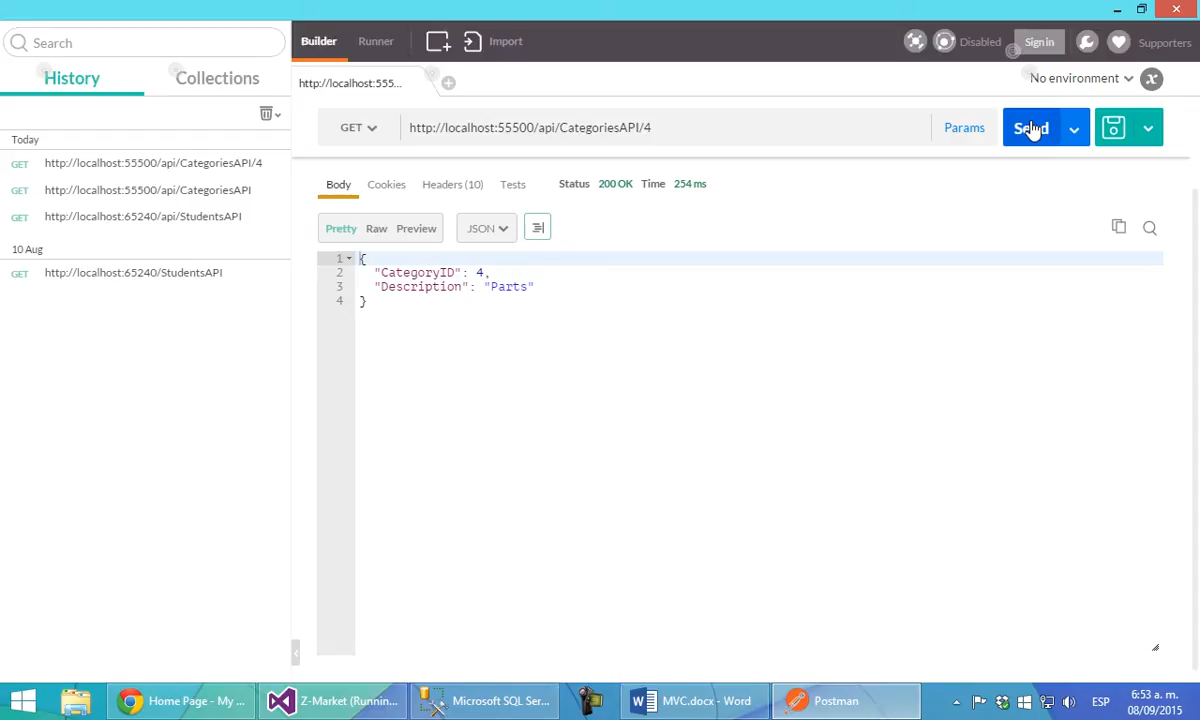 Search
Builder
Runner
Import
Disabled
Sign in
Supporters
History
Collections
http://localhost:555...
No environment
x
GET
http://localhost:55500/api/CategoriesAPI/4
Params
Send
Today
GET http://localhost:55500/api/CategoriesAPI/4
GET http://localhost:55500/api/CategoriesAPI
GET http://localhost:65240/api/StudentsAPI
10 Aug
GET http://localhost:65240/StudentsAPI
Body
Cookies
Headers (10)
Tests
Status 200 OK Time 254 ms
Pretty
Raw
Preview
JSON
1 {
2 "CategoryID": 4,
3 "Description": "Parts"
4 }
Home Page - My ...
Z-Market (Runnin...
Microsoft SQL Ser...
MVC.docx - Word
Postman
ESP
6:53 a. m.
08/09/2015